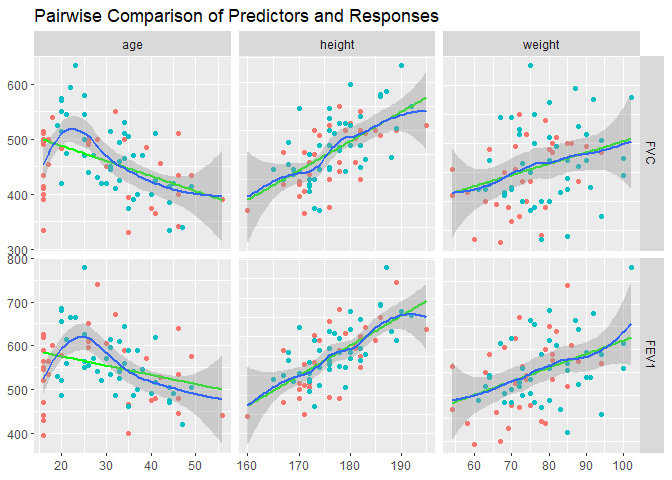 Pairwise Comparison of Predictors and Responses
age height weight
600
500
400
300
FVC
800
700
600
500
400
FEV1
20 30 40 50 160 170 180 190 60 70 80 90 100